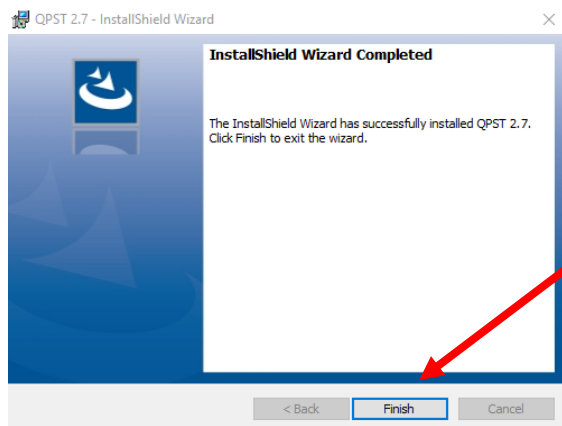 QPST 2.7 - InstallShield Wizard
InstallShield Wizard Completed
The InstallShield Wizard has successfully installed QPST 2.7.
Click Finish to exit the wizard.
< Back
Finish
Cancel